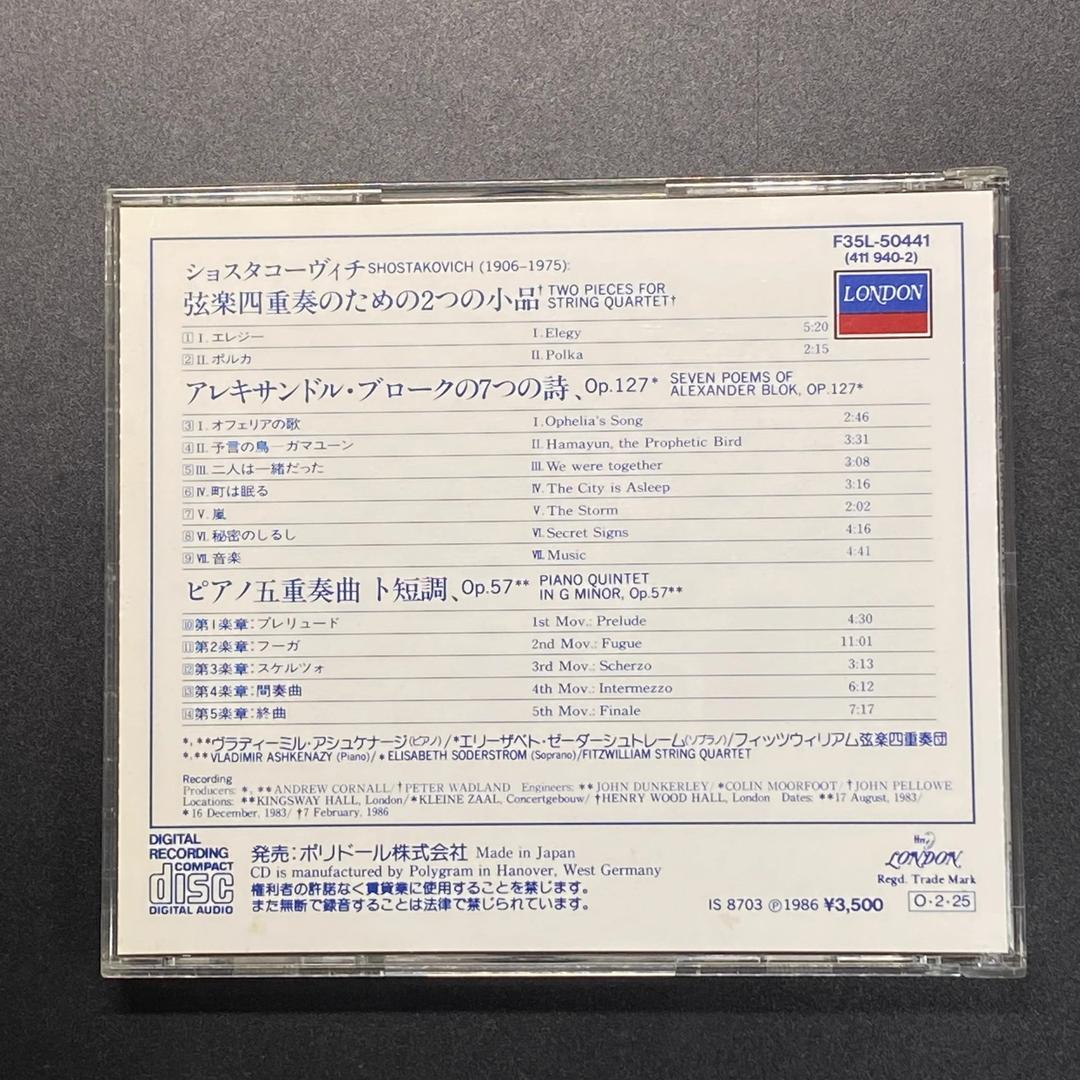 F35L-50441
(411 940-2)
LONDON
ショスタコーヴィチ SHOSTAKOVICH (1906–1975):
弦楽四重奏のための2つの小品† TWO PIECES FOR
STRING QUARTET†
1 I. エレジー I. Elegy 5:20
2 II. ポルカ II. Polka 2:15
アレキサンドル・ブロークの7つの詩、Op.127* SEVEN POEMS OF
ALEXANDER BLOK, OP.127*
3 I. オフェリアの歌 I. Ophelia's Song 2:46
4 II. 予言の鳥—ガマユーン II. Hamayun, the Prophetic Bird 3:31
5 III. 二人は一緒だった III. We were together 3:08
6 IV. 町は眠る IV. The City is Asleep 3:16
7 V. 嵐 V. The Storm 2:02
8 VI. 秘密のしるし VI. Secret Signs 4:16
9 VII. 音楽 VII. Music 4:41
ピアノ五重奏曲 ト短調、Op.57** PIANO QUINTET
IN G MINOR, Op.57**
10 第1楽章:プレリュード 1st Mov.: Prelude 4:30
11 第2楽章:フーガ 2nd Mov.: Fugue 11:01
12 第3楽章:スケルツォ 3rd Mov.: Scherzo 3:13
13 第4楽章:間奏曲 4th Mov.: Intermezzo 6:12
14 第5楽章:終曲 5th Mov.: Finale 7:17
*, **ヴラディーミル・アシュケナージ(ピアノ)/*エリーザベト・ゼーダーシュトレーム(ソプラノ)/フィッツウィリアム弦楽四重奏団
*, **VLADIMIR ASHKENAZY (Piano)/*ELISABETH SODERSTROM (Soprano)/FITZWILLIAM STRING QUARTET
Recording
Producers: *, ** ANDREW CORNALL/†PETER WADLAND Engineers: ** JOHN DUNKERLEY/*COLIN MOORFOOT/†JOHN PELLOWE
Locations: **KINGSWAY HALL, London/*KLEINE ZAAL, Concertgebouw/†HENRY WOOD HALL, London Dates: **17 August, 1983/
*16 December, 1983/ †7 February, 1986
DIGITAL
RECORDING
COMPACT
disc
DIGITAL AUDIO
発売:ポリドール株式会社 Made in Japan
CD is manufactured by Polygram in Hanover, West Germany
権利者の許諾なく賃貸業に使用することを禁じます。
また無断で録音することは法律で禁じられています。
LONDON
Regd. Trade Mark
IS 8703 ℗1986 ¥3,500 O・2・25